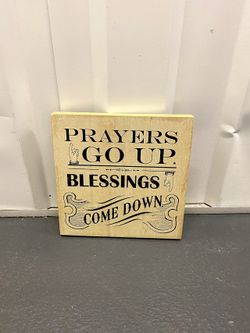 PRAYERS
GO UP.
BLESSINGS
COME DOWN